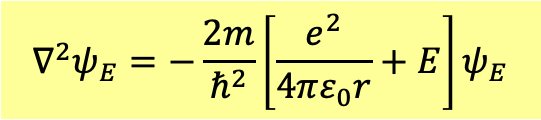 ∇²ψ_E = − 2m/ħ² [ e²/4πε₀r + E ] ψ_E